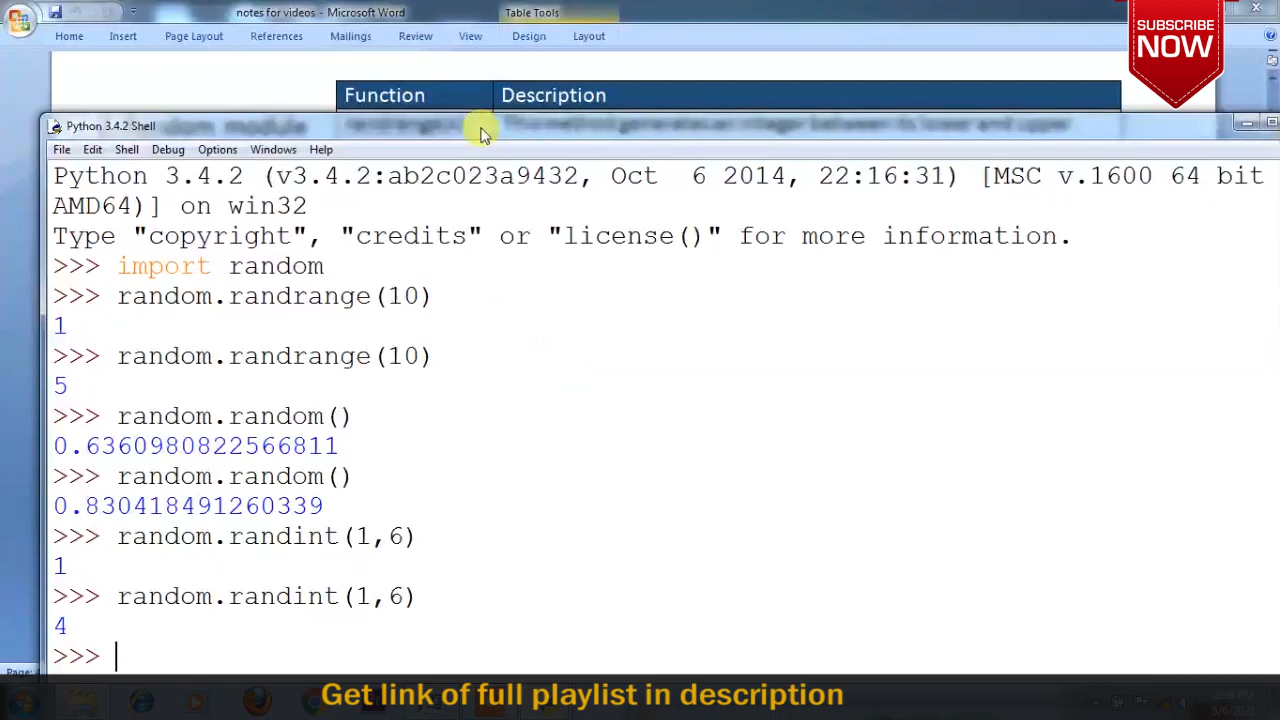 notes for videos - Microsoft Word
Table Tools
SUBSCRIBE
NOW
Home Insert Page Layout References Mailings Review View Design Layout
Function Description
Python 3.4.2 Shell
File Edit Shell Debug Options Windows Help
Python 3.4.2 (v3.4.2:ab2c023a9432, Oct 6 2014, 22:16:31) [MSC v.1600 64 bit
AMD64)] on win32
Type "copyright", "credits" or "license()" for more information.
>>> import random
>>> random.randrange(10)
1
>>> random.randrange(10)
5
>>> random.random()
0.6360980822566811
>>> random.random()
0.830418491260339
>>> random.randint(1,6)
1
>>> random.randint(1,6)
4
>>>
Page:
Get link of full playlist in description